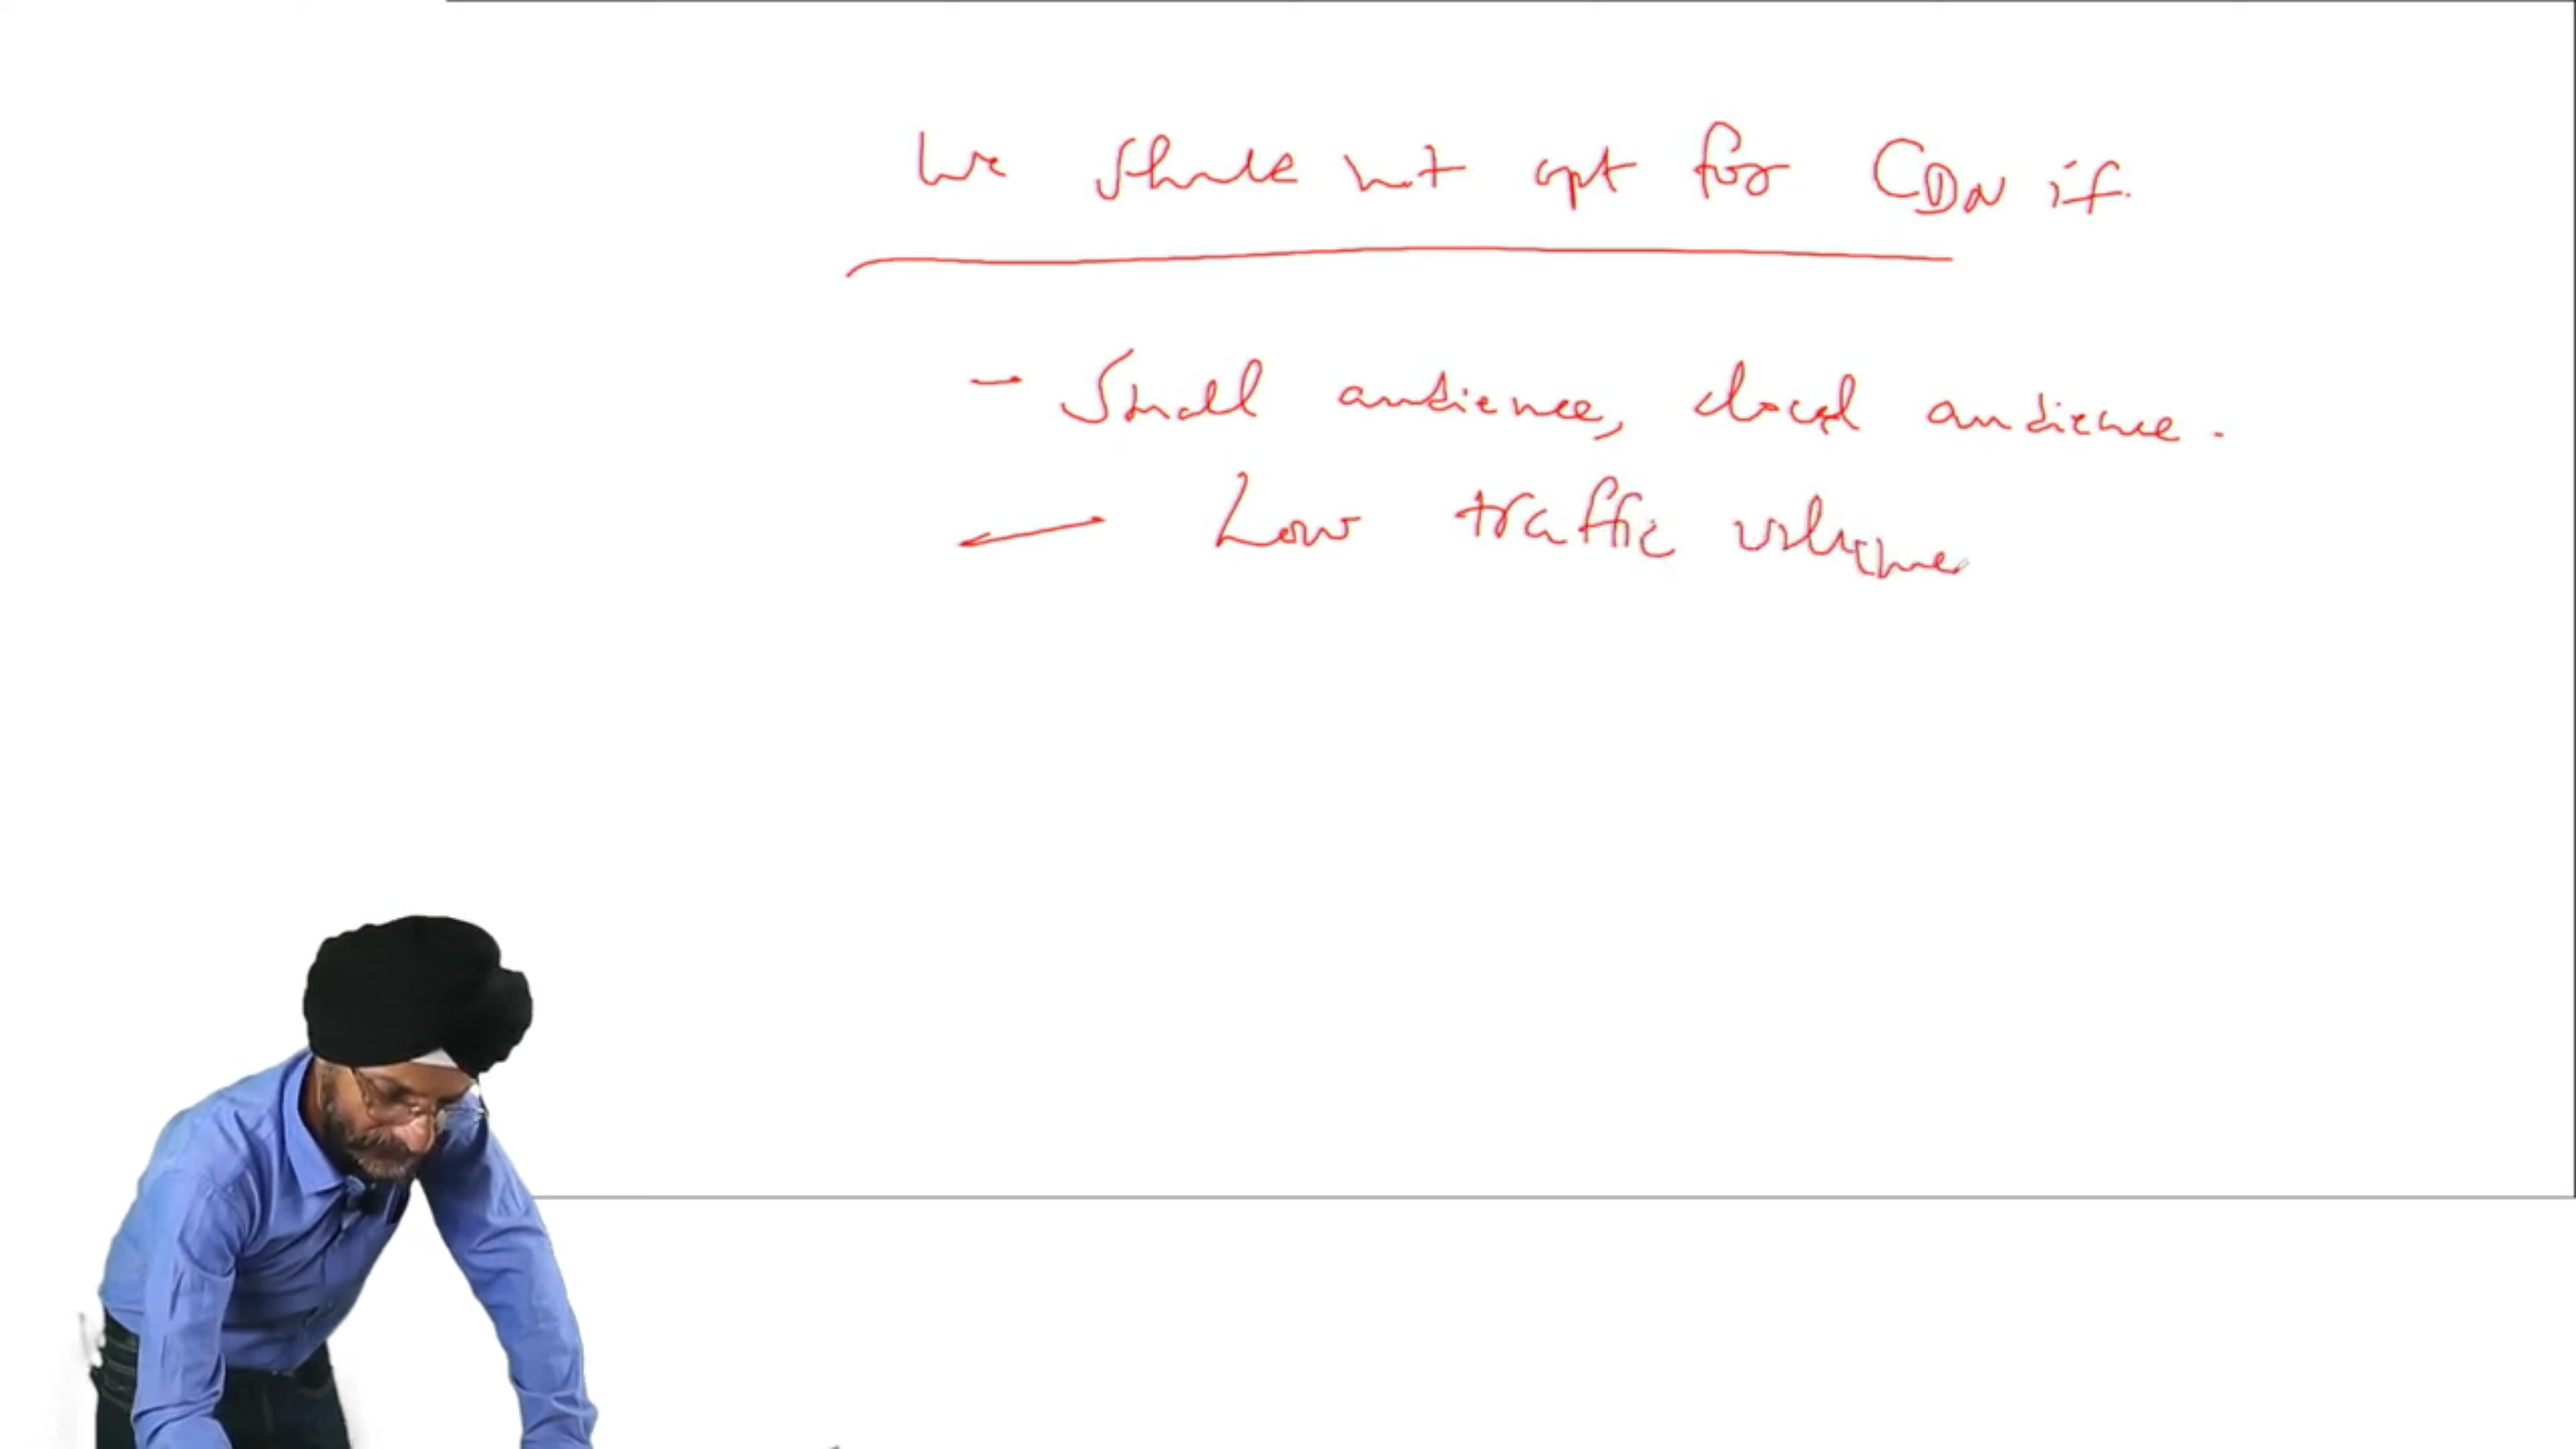 We should not opt for CDN if.
- Small audience, local audience.
- Low traffic volume